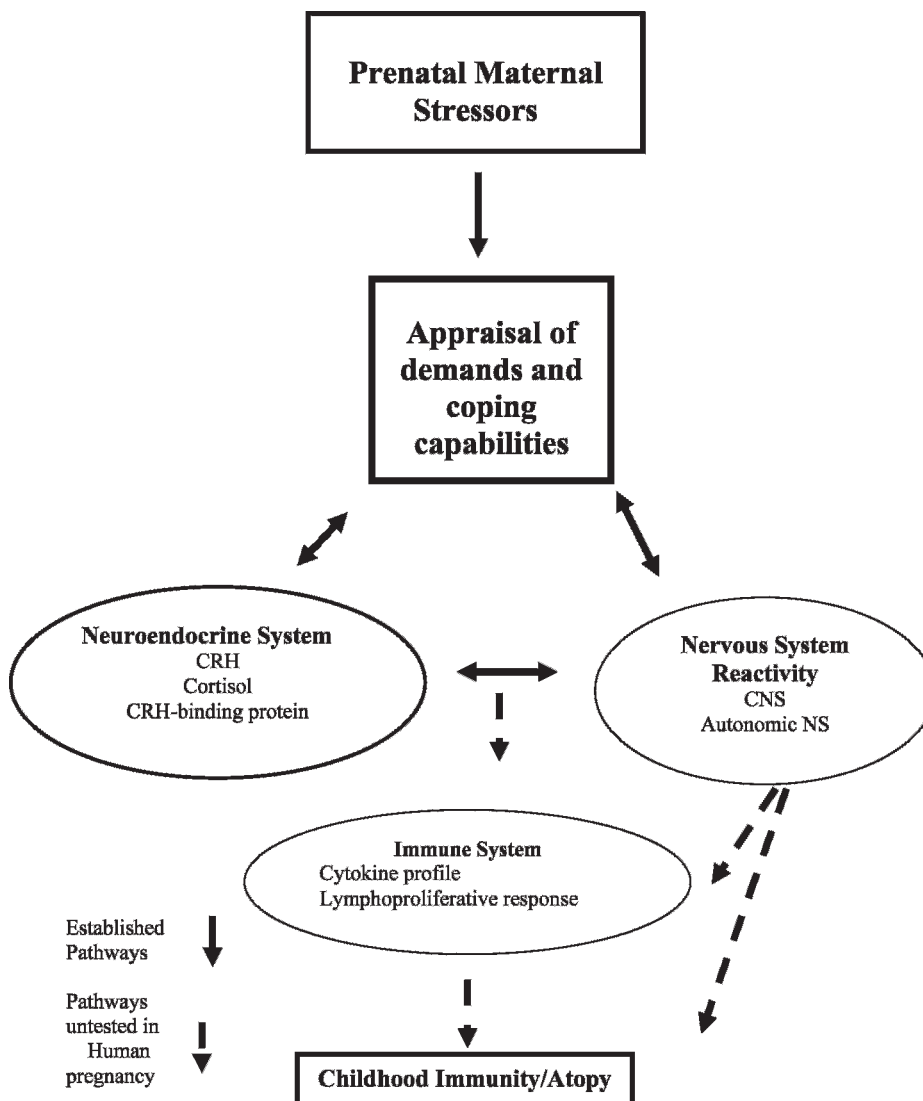 Prenatal Maternal
Stressors
Appraisal of
demands and
coping
capabilities
Neuroendocrine System
CRH
Cortisol
CRH-binding protein
Nervous System
Reactivity
CNS
Autonomic NS
Immune System
Cytokine profile
Lymphoproliferative response
Established
Pathways
Pathways
untested in
Human
pregnancy
Childhood Immunity/Atopy